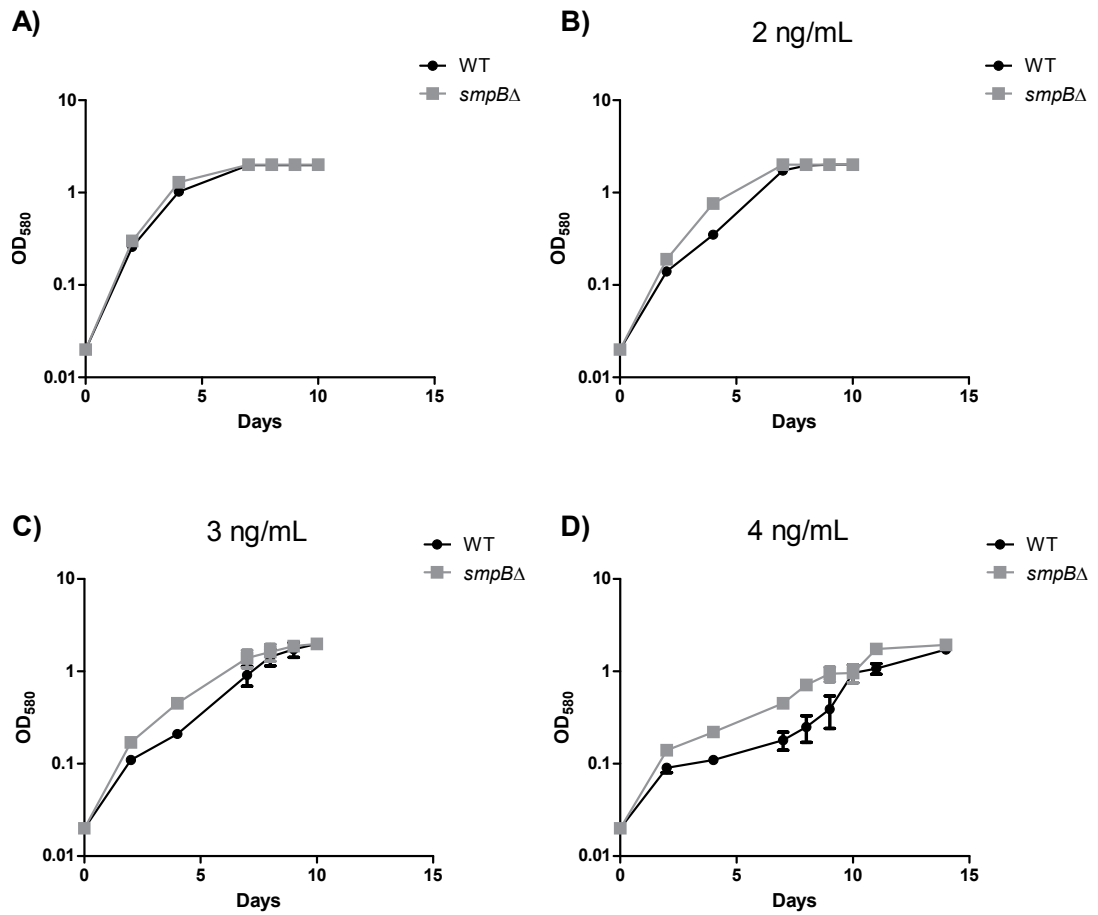 A)
WT
smpBΔ
10
1
0.1
0.01
OD580
0 5 10 15
Days
B)
2 ng/mL
WT
smpBΔ
10
1
0.1
0.01
OD580
0 5 10 15
Days
C)
3 ng/mL
WT
smpBΔ
10
1
0.1
0.01
OD580
0 5 10 15
Days
D)
4 ng/mL
WT
smpBΔ
10
1
0.1
0.01
OD580
0 5 10 15
Days